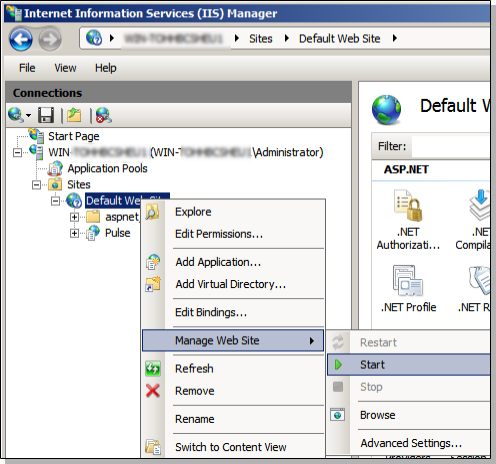 Internet Information Services (IIS) Manager
Sites Default Web Site
File View Help
Connections
Start Page
WIN- (WIN- \Administrator)
Application Pools
Sites
Default Web Site
aspnet
Pulse
Explore
Edit Permissions...
Add Application...
Add Virtual Directory...
Edit Bindings...
Manage Web Site
Refresh
Remove
Rename
Switch to Content View
Restart
Start
Stop
Browse
Advanced Settings...
Default W
Filter:
ASP.NET
.NET
Authorizati...
.NET
Compila
.NET Profile
.NET R